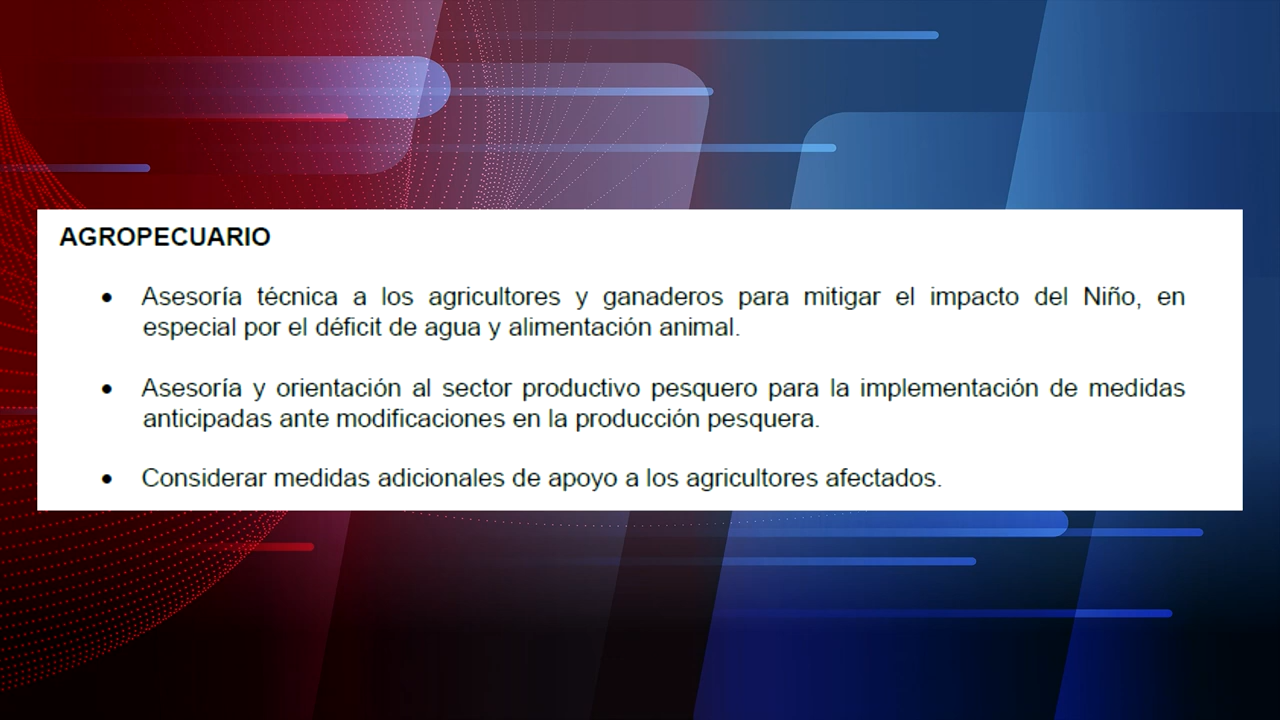 AGROPECUARIO
• Asesoría técnica a los agricultores y ganaderos para mitigar el impacto del Niño, en
especial por el déficit de agua y alimentación animal.
• Asesoría y orientación al sector productivo pesquero para la implementación de medidas
anticipadas ante modificaciones en la producción pesquera.
• Considerar medidas adicionales de apoyo a los agricultores afectados.